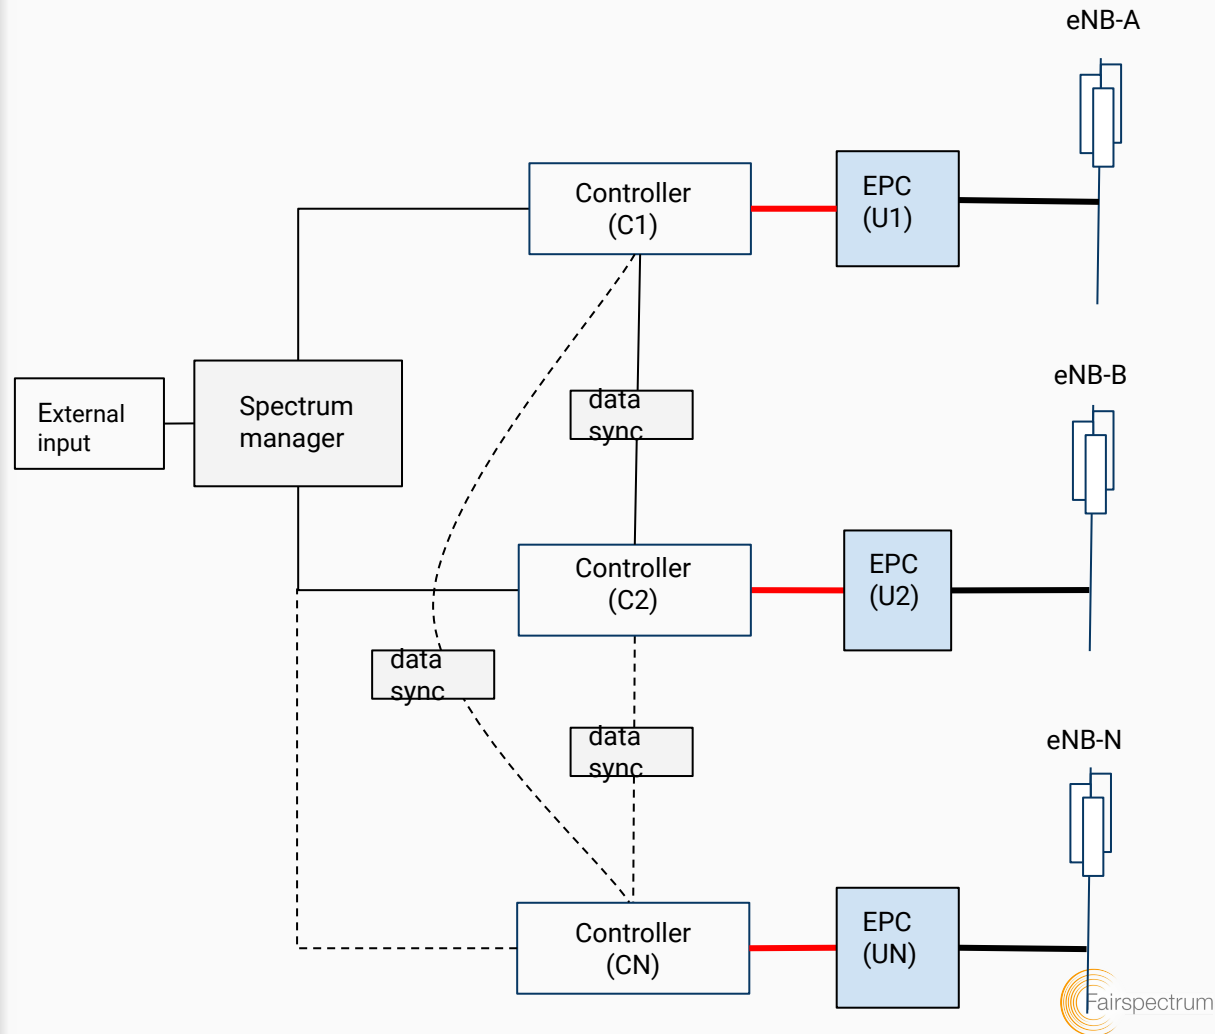 eNB-A
Controller
(C1)
EPC
(U1)
eNB-B
External
input
Spectrum
manager
data
sync
Controller
(C2)
EPC
(U2)
data
sync
data
sync
eNB-N
Controller
(CN)
EPC
(UN)
Fairspectrum